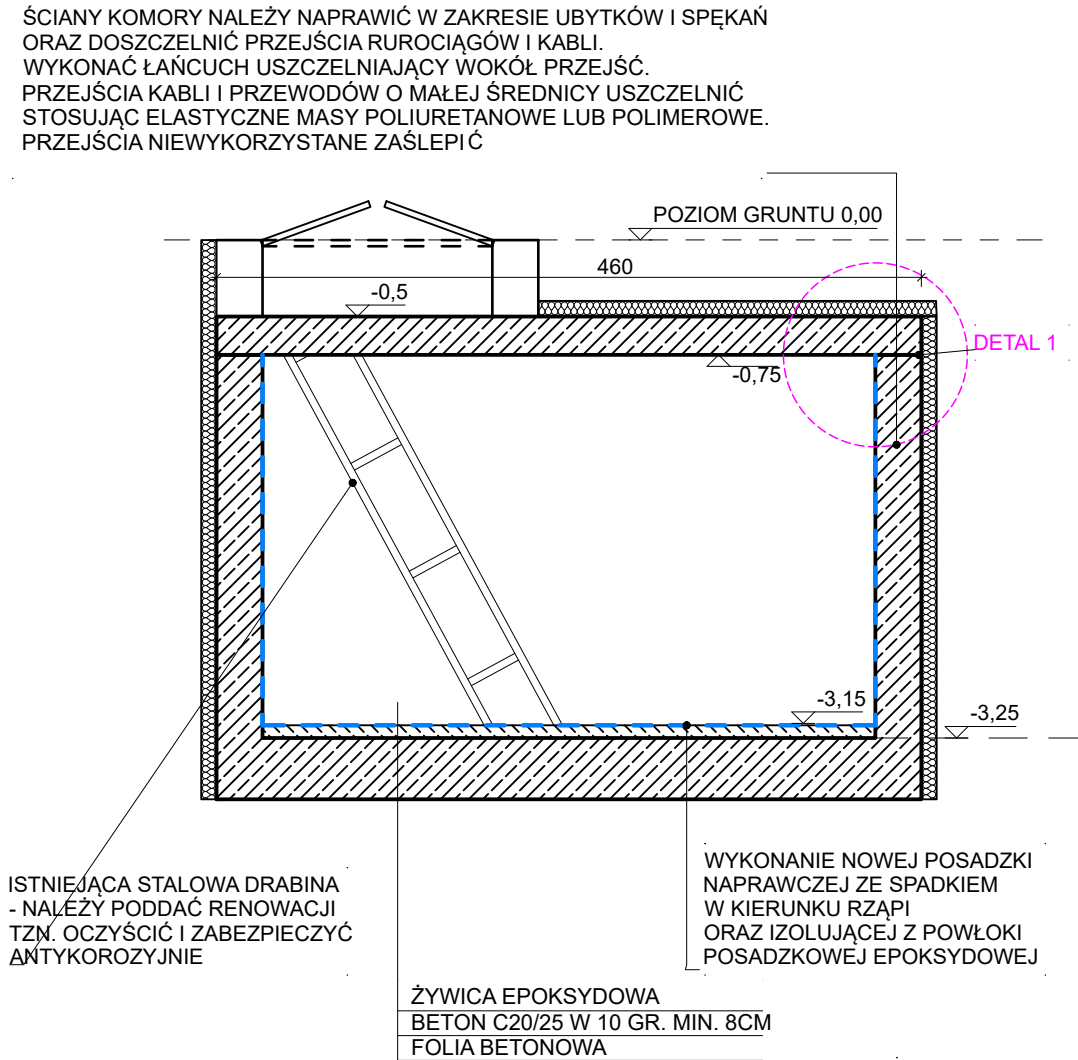 ŚCIANY KOMORY NALEŻY NAPRAWIĆ W ZAKRESIE UBYTKÓW I SPĘKAŃ
ORAZ DOSZCZELNIĆ PRZEJŚCIA RUROCIĄGÓW I KABLI.
WYKONAĆ ŁAŃCUCH USZCZELNIAJĄCY WOKÓŁ PRZEJŚĆ.
PRZEJŚCIA KABLI I PRZEWODÓW O MAŁEJ ŚREDNICY USZCZELNIĆ
STOSUJĄC ELASTYCZNE MASY POLIURETANOWE LUB POLIMEROWE.
PRZEJŚCIA NIEWYKORZYSTANE ZAŚLEPIĆ
POZIOM GRUNTU 0,00
460
-0,5
DETAL 1
-0,75
-3,15
-3,25
ISTNIEJĄCA STALOWA DRABINA
- NALEŻY PODDAĆ RENOWACJI
TZN. OCZYŚCIĆ I ZABEZPIECZYĆ
ANTYKOROZYJNIE
WYKONANIE NOWEJ POSADZKI
NAPRAWCZEJ ZE SPADKIEM
W KIERUNKU RZĄPI
ORAZ IZOLUJĄCEJ Z POWŁOKI
POSADZKOWEJ EPOKSYDOWEJ
ŻYWICA EPOKSYDOWA
BETON C20/25 W 10 GR. MIN. 8CM
FOLIA BETONOWA